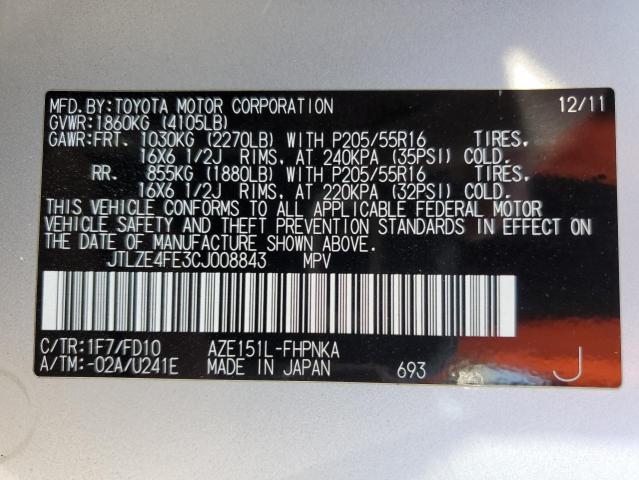 MFD. BY: TOYOTA MOTOR CORPORATION 12/11
GVWR: 1860KG (4105LB)
GAWR: FRT. 1030KG (2270LB) WITH P205/55R16 TIRES,
16X6 1/2J RIMS, AT 240KPA (35PSI) COLD.
RR. 855KG (1880LB) WITH P205/55R16 TIRES,
16X6 1/2J RIMS, AT 220KPA (32PSI) COLD.
THIS VEHICLE CONFORMS TO ALL APPLICABLE FEDERAL MOTOR
VEHICLE SAFETY AND THEFT PREVENTION STANDARDS IN EFFECT ON
THE DATE OF MANUFACTURE SHOWN ABOVE.
JTLZE4FE3CJ008843 MPV
C/TR: 1F7/FD10 AZE151L-FHPNKA
A/TM: -02A/U241E MADE IN JAPAN 693 J